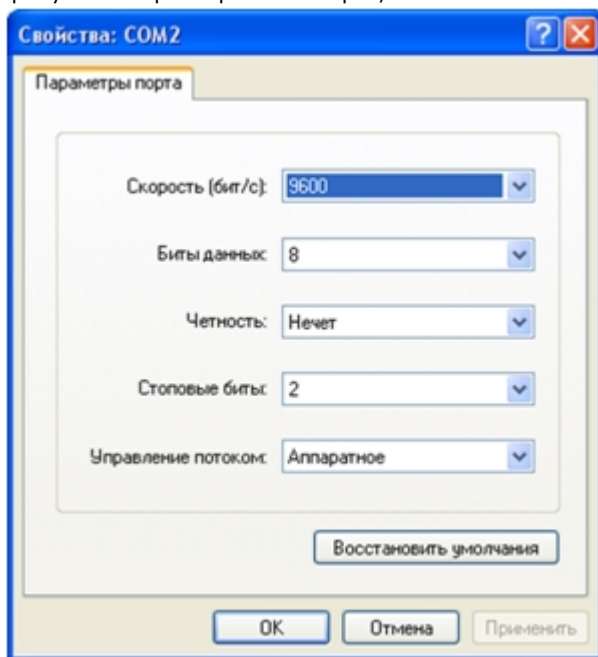 Свойства: COM2
Параметры порта
Скорость (бит/с): 9600
Биты данных: 8
Четность: Нечет
Стоповые биты: 2
Управление потоком: Аппаратное
Восстановить умолчания
OK Отмена Применить